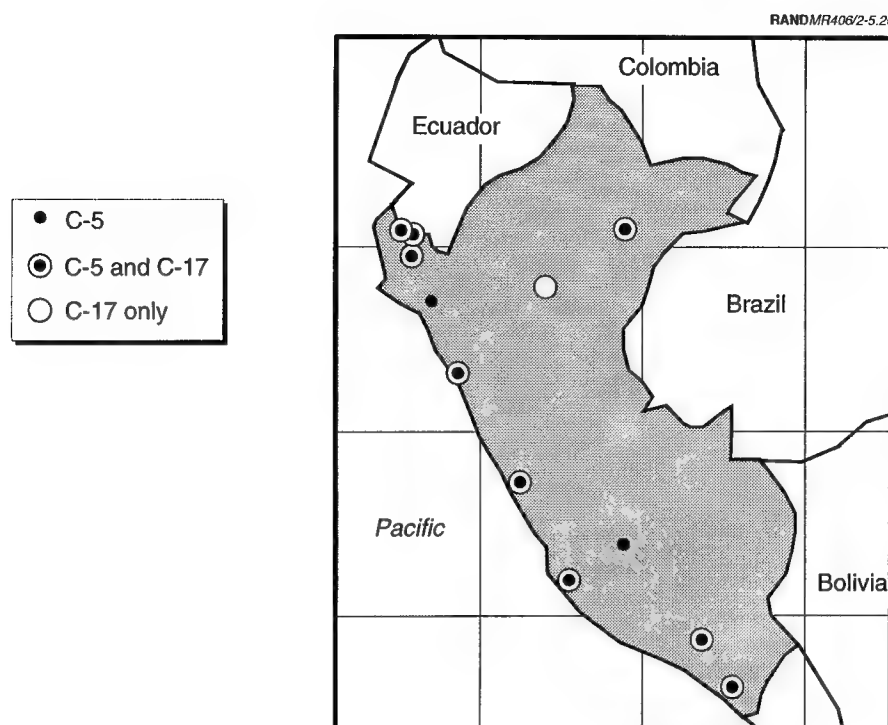 RANDMR406/2-5.2
Colombia
Ecuador
C-5
C-5 and C-17
C-17 only
Brazil
Pacific
Bolivia